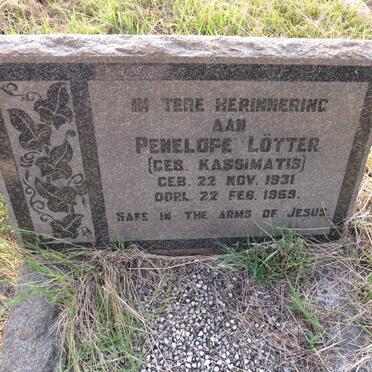 IN TERE HERINNERING
AAN
PENELOPE LÖTTER
(GEB. KASSIMATIS)
GEB. 22 NOV. 1931
OORL. 22 FEB. 1959.
SAFE IN THE ARMS OF JESUS